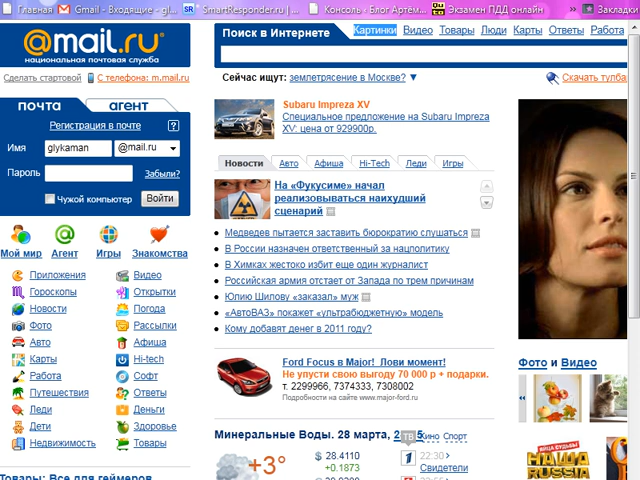 Главная
Gmail - Входящие - gl...
* SmartResponder.ru |
Консоль ‹ Блог Артём...
Экзамен ПДД онлайн
»
Закладки
@mail.ru
национальная почтовая служба
Сделать стартовой
С телефона: m.mail.ru
почта
агент
Регистрация в почте
?
Имя
glykaman
@mail.ru
Пароль
Забыли?
Чужой компьютер
Войти
Мой мир
Агент
Игры
Знакомства
Приложения
Видео
Гороскопы
Открытки
Новости
Погода
Фото
Рассылки
Авто
Афиша
Карты
Hi-tech
Работа
Софт
Путешествия
Ответы
Леди
Деньги
Дети
Здоровье
Недвижимость
Товары
Товары: Все для геймеров
Поиск в Интернете
Картинки
Видео
Товары
Люди
Карты
Ответы
Работа
Сейчас ищут: землетрясение в Москве? ▼
Скачать тулба
Subaru Impreza XV
Специальное предложение на Subaru Impreza
XV: цена от 929900р.
Новости
Авто
Афиша
Hi-Tech
Леди
Игры
На «Фукусиме» начал
реализовываться наихудший
сценарий
Медведев пытается заставить бюрократию слушаться
В России назначен ответственный за нацполитику
В Химках жестоко избит еще один журналист
Российская армия отстает от Запада по трем причинам
Юлию Шилову «заказал» муж
«АвтоВАЗ» покажет «ультрабюджетную» модель
Кому добавят денег в 2011 году?
Ford Focus в Major! Лови момент!
Не упусти свою выгоду 70 000 р + подарки.
т. 2299966, 7374333, 7308002
Подробности на сайте www.major-ford.ru
Минеральные Воды. 28 марта,
ТВ
Кино
Спорт
+3°
$ 28.4110
+0.1873
1
22:30
Свидетели
Фото и Видео
ЛИЦА СУДЬБЫ
НАША
RUSSIA